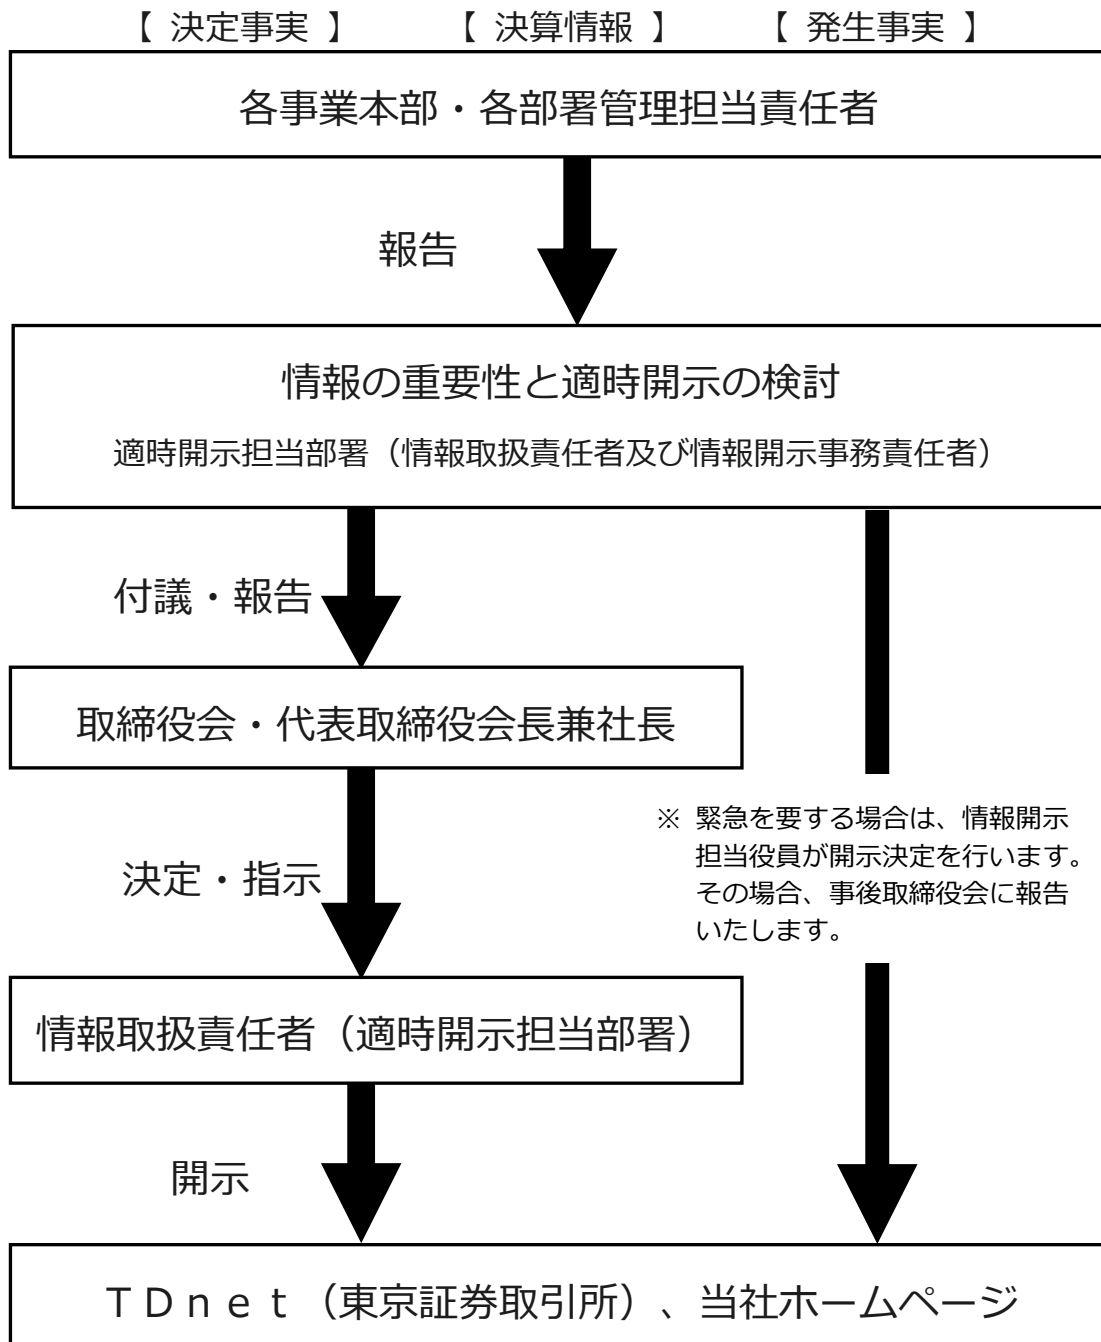 【 決定事実 】 【 決算情報 】 【 発生事実 】
各事業本部・各部署管理担当責任者
報告
情報の重要性と適時開示の検討
適時開示担当部署（情報取扱責任者及び情報開示事務責任者）
付議・報告
取締役会・代表取締役会長兼社長
※ 緊急を要する場合は、情報開示
担当役員が開示決定を行います。
その場合、事後取締役会に報告
いたします。
決定・指示
情報取扱責任者（適時開示担当部署）
開示
ＴＤｎｅｔ（東京証券取引所）、当社ホームページ